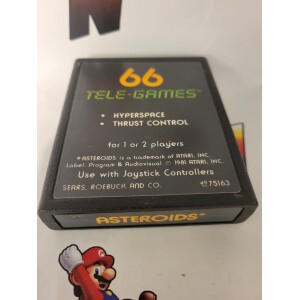 66
TELE-GAMES®
• HYPERSPACE
• THRUST CONTROL
for 1 or 2 players
*ASTEROIDS is a trademark of ATARI, INC.
Label, Program & Audiovisual © 1981 ATARI, INC.
Use with Joystick Controllers
SEARS, ROEBUCK AND CO.
49 75163
ASTEROIDS*